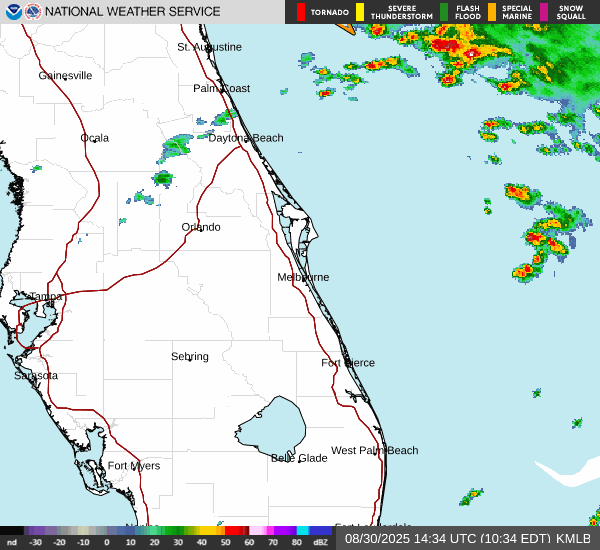 NATIONAL WEATHER SERVICE
TORNADO
SEVERE
THUNDERSTORM
FLASH
FLOOD
SPECIAL
MARINE
SNOW
SQUALL
St. Augustine
Gainesville
Palm Coast
Ocala
Daytona Beach
Orlando
Melbourne
Tampa
Sebring
Fort Pierce
Sarasota
West Palm Beach
Belle Glade
Fort Myers
Fort Lauderdale
nd -30 -20 -10 0 10 20 30 40 50 60 70 80 dBZ
08/30/2025 14:34 UTC (10:34 EDT) KMLB